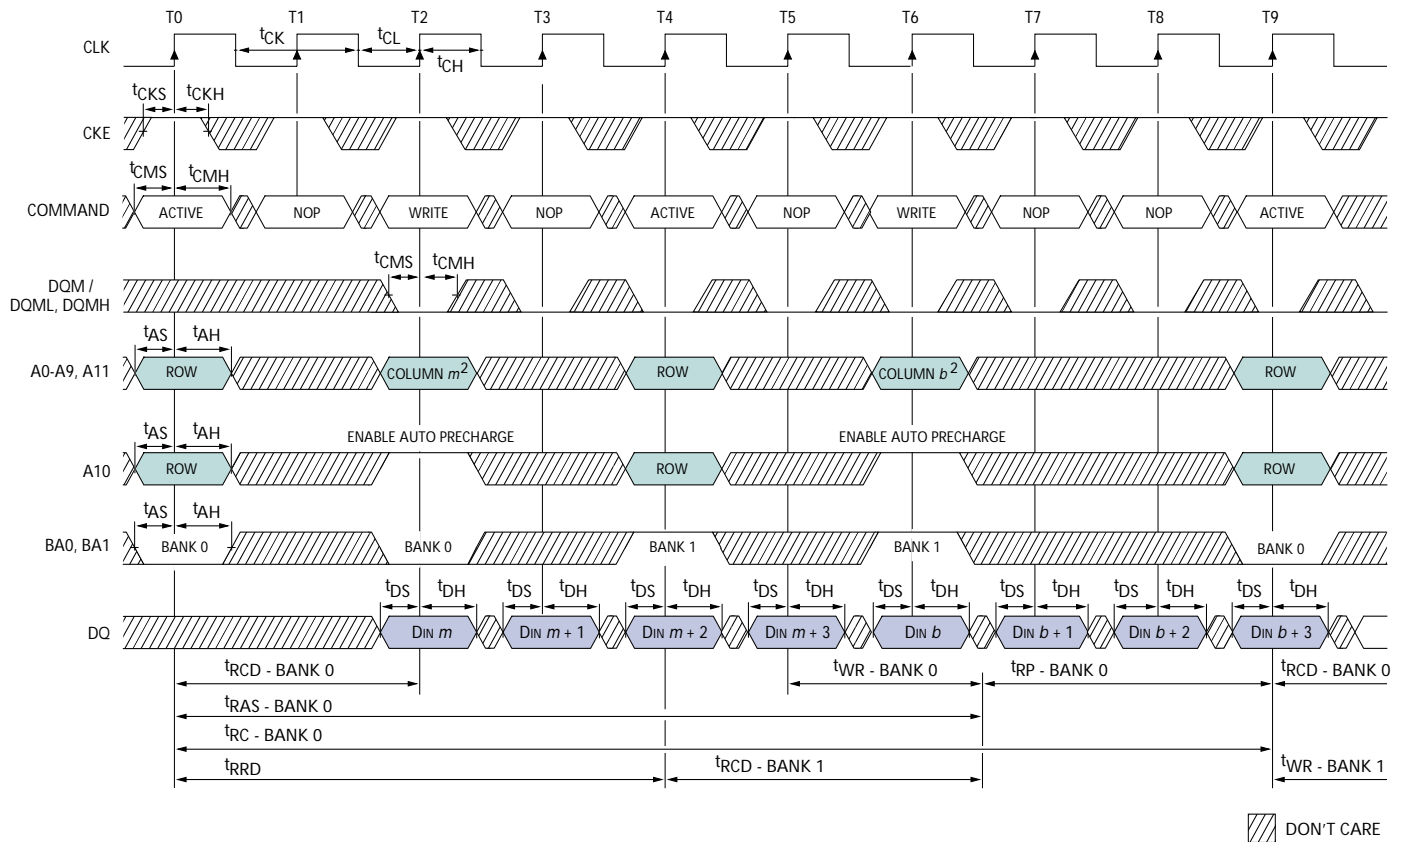 T0 T1 T2 T3 T4 T5 T6 T7 T8 T9
CLK tCK tCL tCH
tCKS tCKH
CKE
tCMS tCMH
COMMAND ACTIVE NOP WRITE NOP ACTIVE NOP WRITE NOP NOP ACTIVE
tCMS tCMH
DQM /
DQML, DQMH
tAS tAH
A0-A9, A11 ROW COLUMN m2 ROW COLUMN b2 ROW
tAS tAH ENABLE AUTO PRECHARGE ENABLE AUTO PRECHARGE
A10 ROW ROW ROW
tAS tAH
BA0, BA1 BANK 0 BANK 0 BANK 1 BANK 1 BANK 0
tDS tDH tDS tDH tDS tDH tDS tDH tDS tDH tDS tDH tDS tDH tDS tDH
DQ DIN m DIN m + 1 DIN m + 2 DIN m + 3 DIN b DIN b + 1 DIN b + 2 DIN b + 3
tRCD - BANK 0 tWR - BANK 0 tRP - BANK 0 tRCD - BANK 0
tRAS - BANK 0
tRC - BANK 0
tRRD tRCD - BANK 1 tWR - BANK 1
DON'T CARE